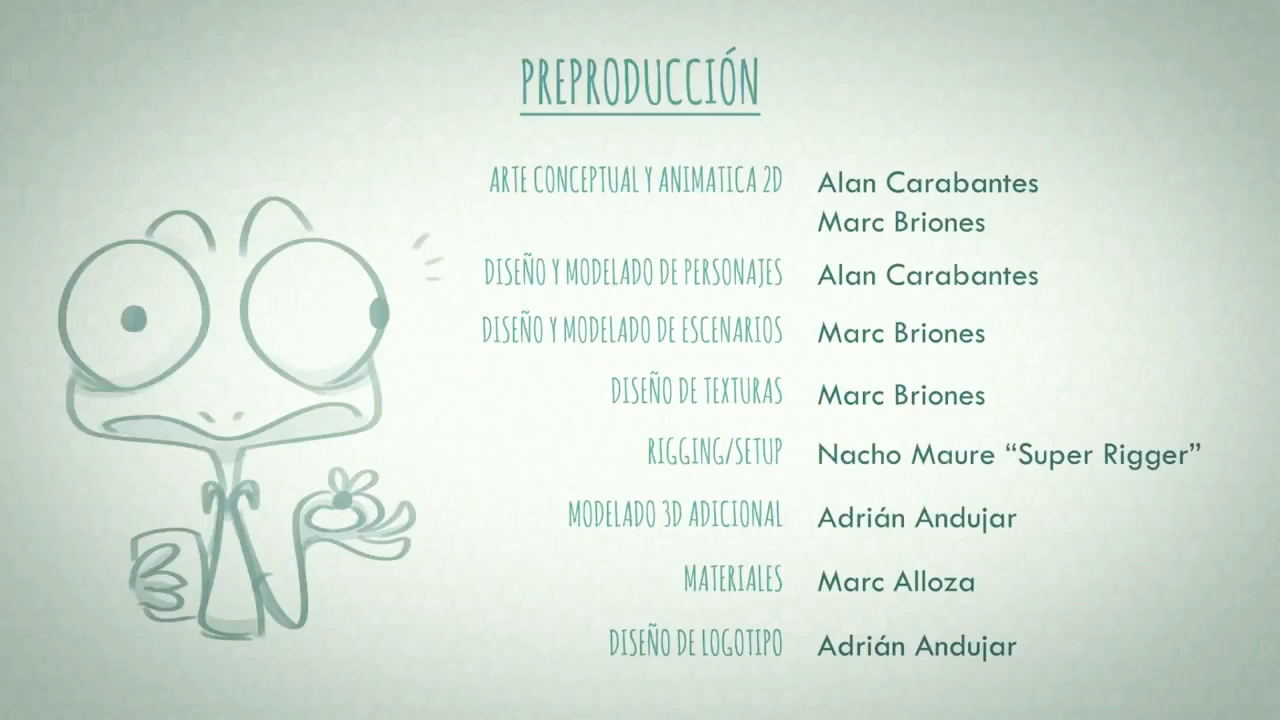 PREPRODUCCIÓN
ARTE CONCEPTUAL Y ANIMATICA 2D Alan Carabantes
Marc Briones
DISEÑO Y MODELADO DE PERSONAJES Alan Carabantes
DISEÑO Y MODELADO DE ESCENARIOS Marc Briones
DISEÑO DE TEXTURAS Marc Briones
RIGGING/SETUP Nacho Maure “Super Rigger”
MODELADO 3D ADICIONAL Adrián Andujar
MATERIALES Marc Alloza
DISEÑO DE LOGOTIPO Adrián Andujar